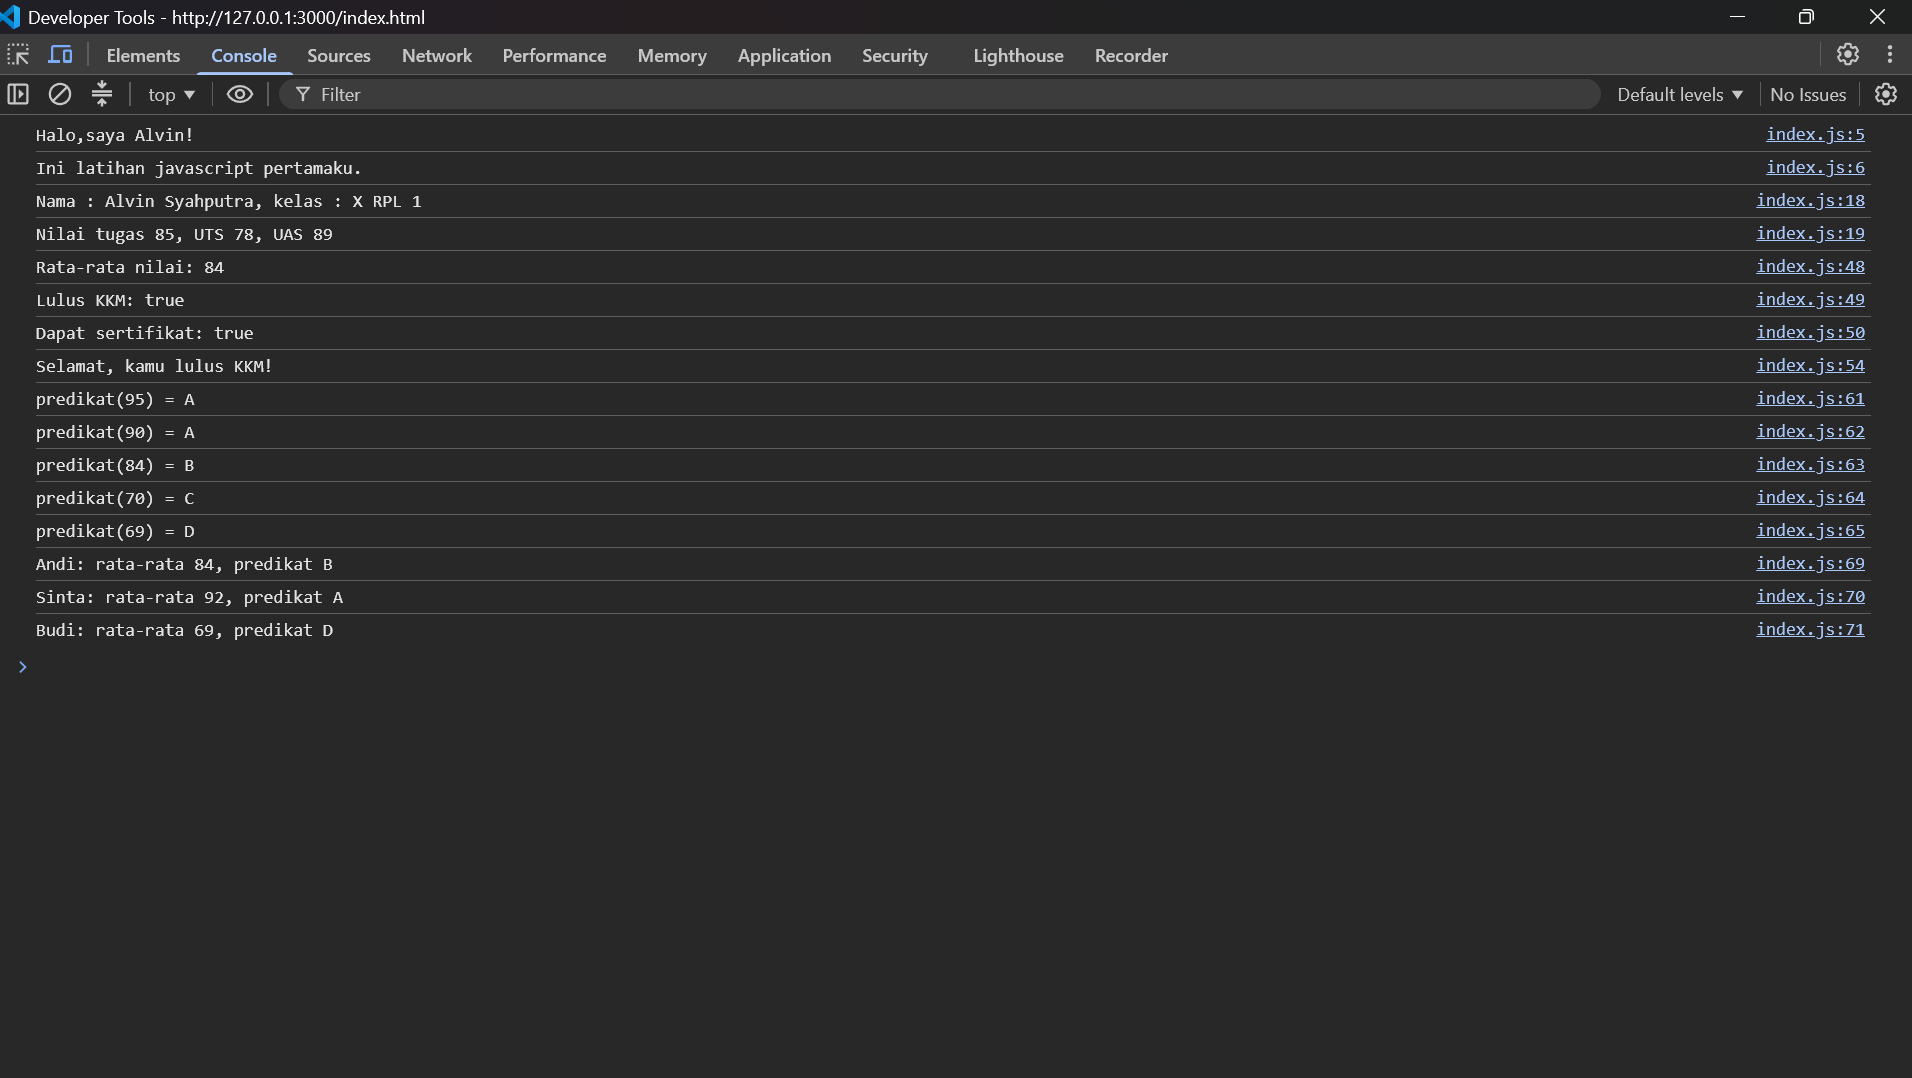 Developer Tools - http://127.0.0.1:3000/index.html
Elements Console Sources Network Performance Memory Application Security Lighthouse Recorder
top Filter Default levels No Issues
Halo,saya Alvin! index.js:5
Ini latihan javascript pertamaku. index.js:6
Nama : Alvin Syahputra, kelas : X RPL 1 index.js:18
Nilai tugas 85, UTS 78, UAS 89 index.js:19
Rata-rata nilai: 84 index.js:48
Lulus KKM: true index.js:49
Dapat sertifikat: true index.js:50
Selamat, kamu lulus KKM! index.js:54
predikat(95) = A index.js:61
predikat(90) = A index.js:62
predikat(84) = B index.js:63
predikat(70) = C index.js:64
predikat(69) = D index.js:65
Andi: rata-rata 84, predikat B index.js:69
Sinta: rata-rata 92, predikat A index.js:70
Budi: rata-rata 69, predikat D index.js:71